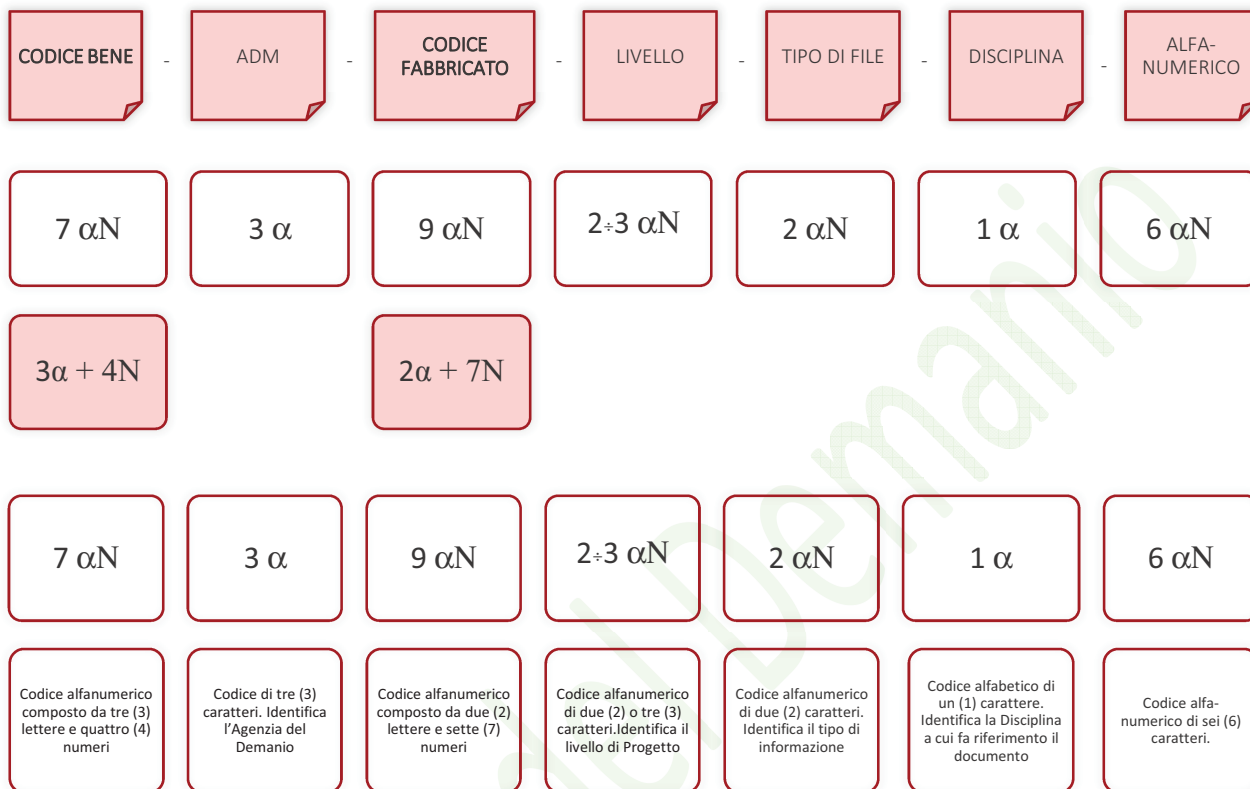 CODICE BENE - ADM - CODICE FABBRICATO - LIVELLO - TIPO DI FILE - DISCIPLINA - ALFA-NUMERICO
7 αN
3 α
9 αN
2÷3 αN
2 αN
1 α
6 αN
3α + 4N
2α + 7N
7 αN
3 α
9 αN
2÷3 αN
2 αN
1 α
6 αN
Codice alfanumerico
composto da tre (3)
lettere e quattro (4)
numeri
Codice di tre (3)
caratteri. Identifica
l'Agenzia del
Demanio
Codice alfanumerico
composto da due (2)
lettere e sette (7)
numeri
Codice alfanumerico
di due (2) o tre (3)
caratteri.Identifica il
livello di Progetto
Codice alfanumerico
di due (2) caratteri.
Identifica il tipo di
informazione
Codice alfabetico di
un (1) carattere.
Identifica la Disciplina
a cui fa riferimento il
documento
Codice alfa-
numerico di sei (6)
caratteri.
del Demanio